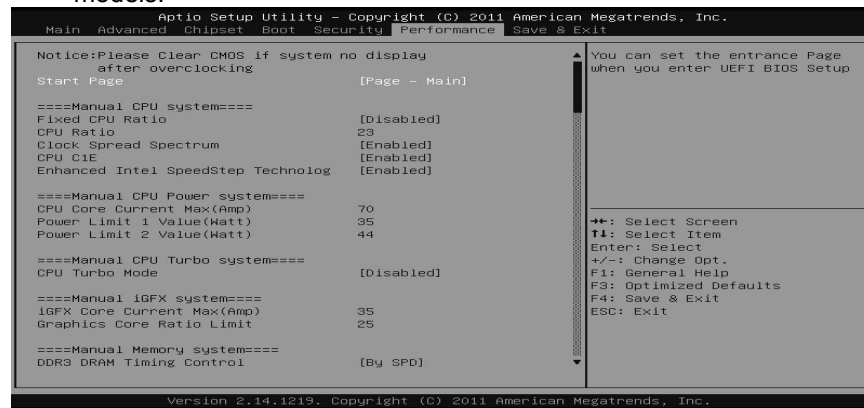 models.
Aptio Setup Utility – Copyright (C) 2011 American Megatrends, Inc.
Main Advanced Chipset Boot Security Performance Save & Exit
Notice:Please Clear CMOS if system no display
after overclocking
Start Page [Page – Main]
====Manual CPU system====
Fixed CPU Ratio [Disabled]
CPU Ratio 23
Clock Spread Spectrum [Enabled]
CPU C1E [Enabled]
Enhanced Intel SpeedStep Technolog [Enabled]
====Manual CPU Power system====
CPU Core Current Max(Amp) 70
Power Limit 1 Value(Watt) 35
Power Limit 2 Value(Watt) 44
====Manual CPU Turbo system====
CPU Turbo Mode [Disabled]
====Manual iGFX system====
iGFX Core Current Max(Amp) 35
Graphics Core Ratio Limit 25
====Manual Memory system====
DDR3 DRAM Timing Control [By SPD]
You can set the entrance Page
when you enter UEFI BIOS Setup
→←: Select Screen
↑↓: Select Item
Enter: Select
+/-: Change Opt.
F1: General Help
F3: Optimized Defaults
F4: Save & Exit
ESC: Exit
Version 2.14.1219. Copyright (C) 2011 American Megatrends, Inc.